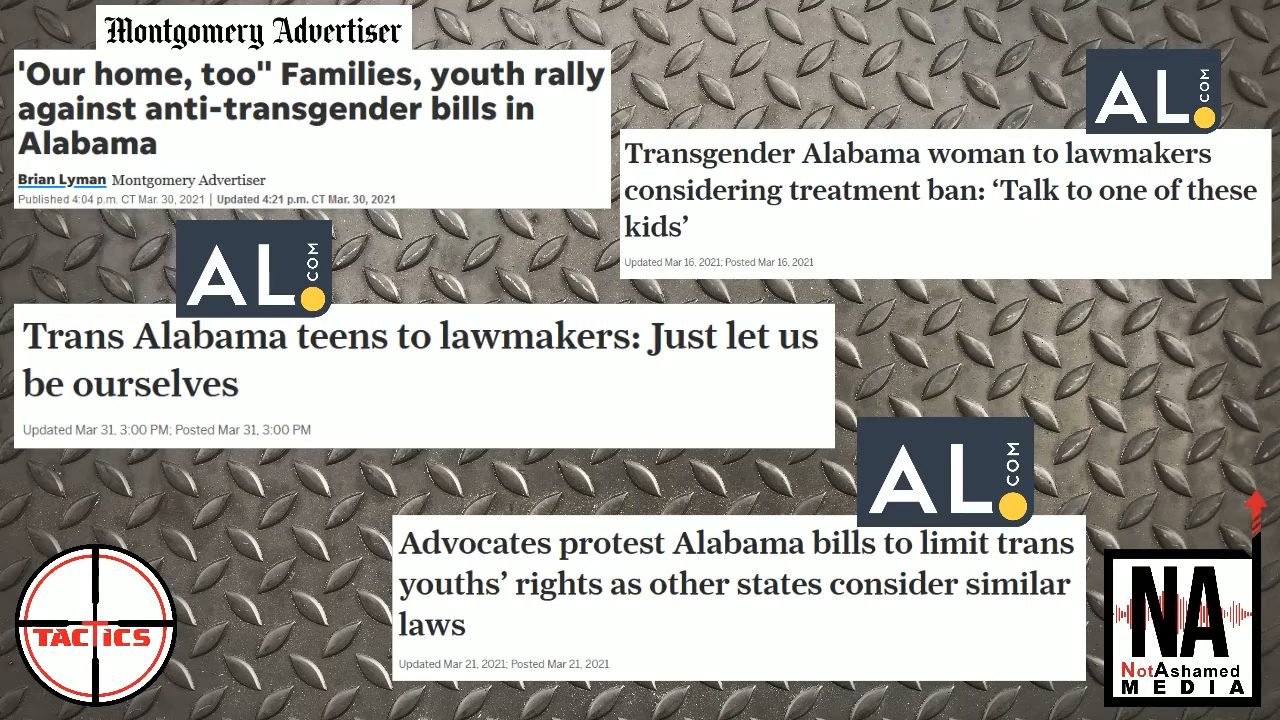 Montgomery Advertiser
'Our home, too" Families, youth rally
against anti-transgender bills in
Alabama
Brian Lyman Montgomery Advertiser
Published 4:04 p.m. CT Mar. 30, 2021 | Updated 4:21 p.m. CT Mar. 30, 2021
AL.COM
Transgender Alabama woman to lawmakers
considering treatment ban: ‘Talk to one of these
kids’
Updated Mar 16, 2021; Posted Mar 16, 2021
AL.COM
Trans Alabama teens to lawmakers: Just let us
be ourselves
Updated Mar 31, 3:00 PM; Posted Mar 31, 3:00 PM
AL.COM
Advocates protest Alabama bills to limit trans
youths’ rights as other states consider similar
laws
Updated Mar 21, 2021; Posted Mar 21, 2021
TACTICS
NA
NotAshamed
MEDIA